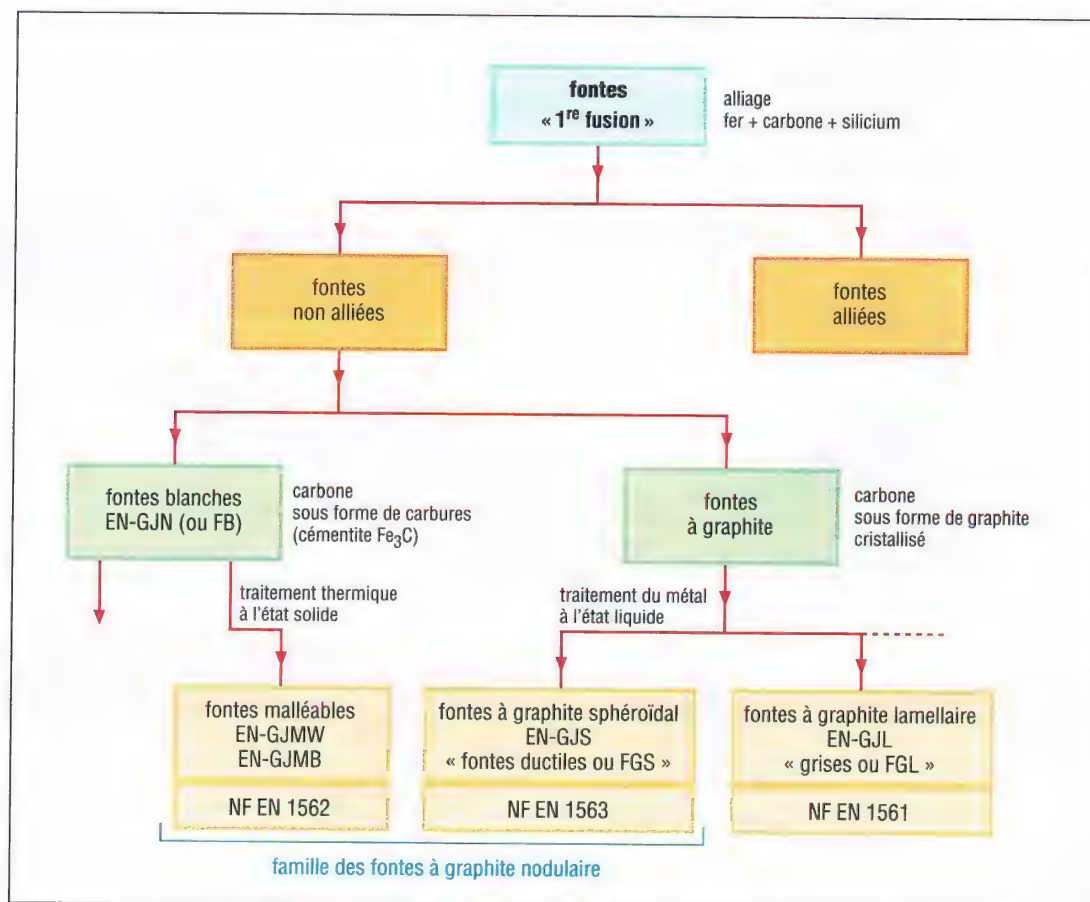 fontes
« 1re fusion »
alliage
fer + carbone + silicium
fontes
non alliées
fontes
alliées
fontes blanches
EN-GJN (ou FB)
carbone
sous forme de carbures
(cémentite Fe3C)
fontes
à graphite
carbone
sous forme de graphite
cristallisé
traitement thermique
à l'état solide
traitement du métal
à l'état liquide
fontes malléables
EN-GJMW
EN-GJMB
NF EN 1562
fontes à graphite sphéroïdal
EN-GJS
« fontes ductiles ou FGS »
NF EN 1563
fontes à graphite lamellaire
EN-GJL
« grises ou FGL »
NF EN 1561
famille des fontes à graphite nodulaire